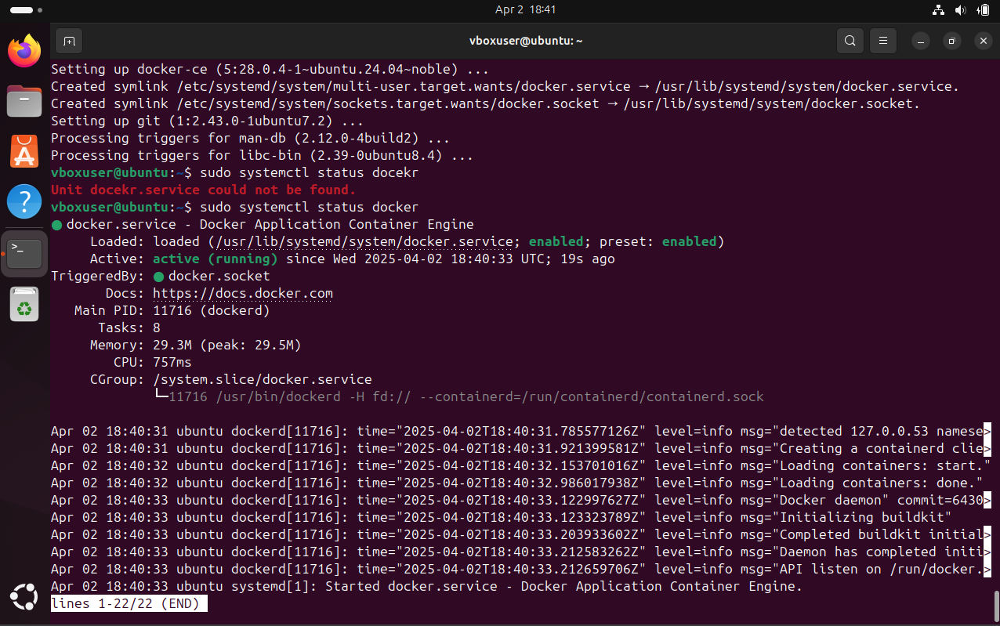 Apr 2 18:41
vboxuser@ubuntu: ~
Setting up docker-ce (5:28.0.4-1~ubuntu.24.04~noble) ...
Created symlink /etc/systemd/system/multi-user.target.wants/docker.service → /usr/lib/systemd/system/docker.service.
Created symlink /etc/systemd/system/sockets.target.wants/docker.socket → /usr/lib/systemd/system/docker.socket.
Setting up git (1:2.43.0-1ubuntu7.2) ...
Processing triggers for man-db (2.12.0-4build2) ...
Processing triggers for libc-bin (2.39-0ubuntu8.4) ...
vboxuser@ubuntu:~$ sudo systemctl status docekr
Unit docekr.service could not be found.
vboxuser@ubuntu:~$ sudo systemctl status docker
● docker.service - Docker Application Container Engine
     Loaded: loaded (/usr/lib/systemd/system/docker.service; enabled; preset: enabled)
     Active: active (running) since Wed 2025-04-02 18:40:33 UTC; 19s ago
TriggeredBy: ● docker.socket
       Docs: https://docs.docker.com
   Main PID: 11716 (dockerd)
      Tasks: 8
     Memory: 29.3M (peak: 29.5M)
        CPU: 757ms
     CGroup: /system.slice/docker.service
             └─11716 /usr/bin/dockerd -H fd:// --containerd=/run/containerd/containerd.sock
Apr 02 18:40:31 ubuntu dockerd[11716]: time="2025-04-02T18:40:31.785577126Z" level=info msg="detected 127.0.0.53 namese>
Apr 02 18:40:31 ubuntu dockerd[11716]: time="2025-04-02T18:40:31.921399581Z" level=info msg="Creating a containerd clie>
Apr 02 18:40:32 ubuntu dockerd[11716]: time="2025-04-02T18:40:32.153701016Z" level=info msg="Loading containers: start."
Apr 02 18:40:32 ubuntu dockerd[11716]: time="2025-04-02T18:40:32.986017938Z" level=info msg="Loading containers: done."
Apr 02 18:40:33 ubuntu dockerd[11716]: time="2025-04-02T18:40:33.122997627Z" level=info msg="Docker daemon" commit=6430>
Apr 02 18:40:33 ubuntu dockerd[11716]: time="2025-04-02T18:40:33.123323789Z" level=info msg="Initializing buildkit"
Apr 02 18:40:33 ubuntu dockerd[11716]: time="2025-04-02T18:40:33.203933602Z" level=info msg="Completed buildkit initial>
Apr 02 18:40:33 ubuntu dockerd[11716]: time="2025-04-02T18:40:33.212583262Z" level=info msg="Daemon has completed initi>
Apr 02 18:40:33 ubuntu dockerd[11716]: time="2025-04-02T18:40:33.212659706Z" level=info msg="API listen on /run/docker.>
Apr 02 18:40:33 ubuntu systemd[1]: Started docker.service - Docker Application Container Engine.
lines 1-22/22 (END)